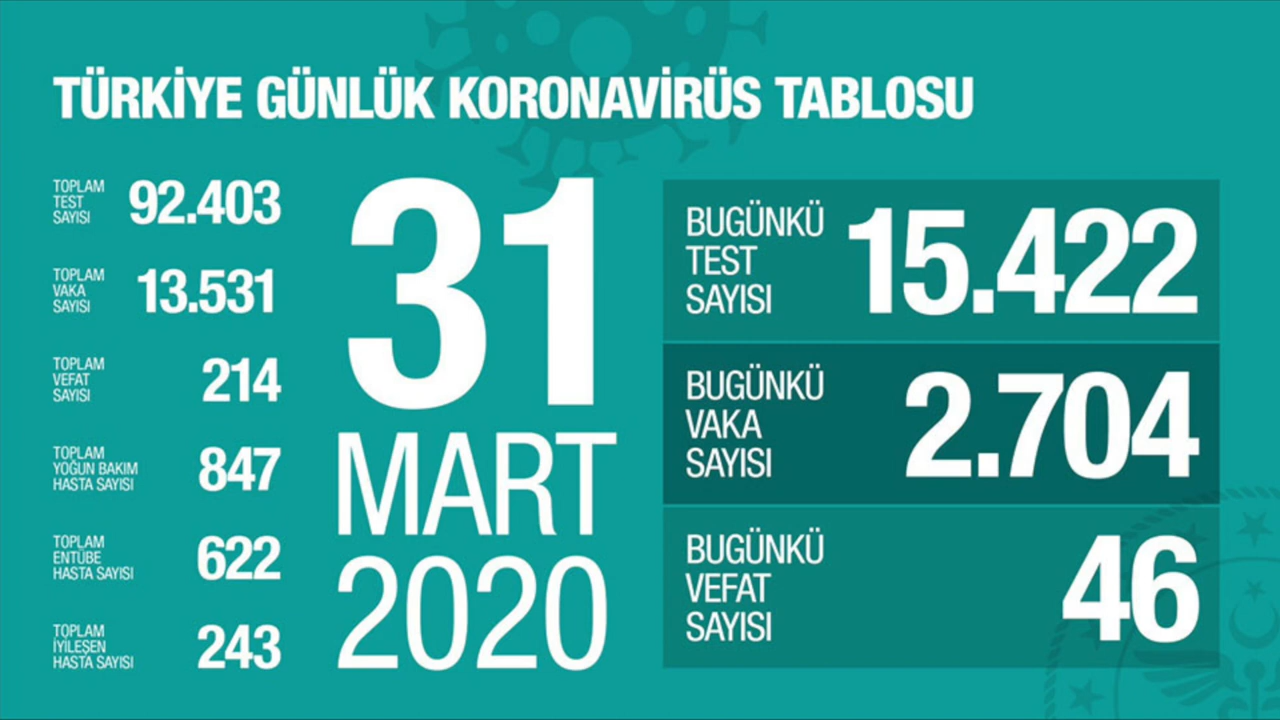 TÜRKİYE GÜNLÜK KORONAVİRÜS TABLOSU
TOPLAM
TEST
SAYISI
92.403
TOPLAM
VAKA
SAYISI
13.531
TOPLAM
VEFAT
SAYISI
214
TOPLAM
YOĞUN BAKIM
HASTA SAYISI
847
TOPLAM
ENTÜBE
HASTA SAYISI
622
TOPLAM
İYİLEŞEN
HASTA SAYISI
243
31
MART
2020
BUGÜNKÜ
TEST
SAYISI
15.422
BUGÜNKÜ
VAKA
SAYISI
2.704
BUGÜNKÜ
VEFAT
SAYISI
46